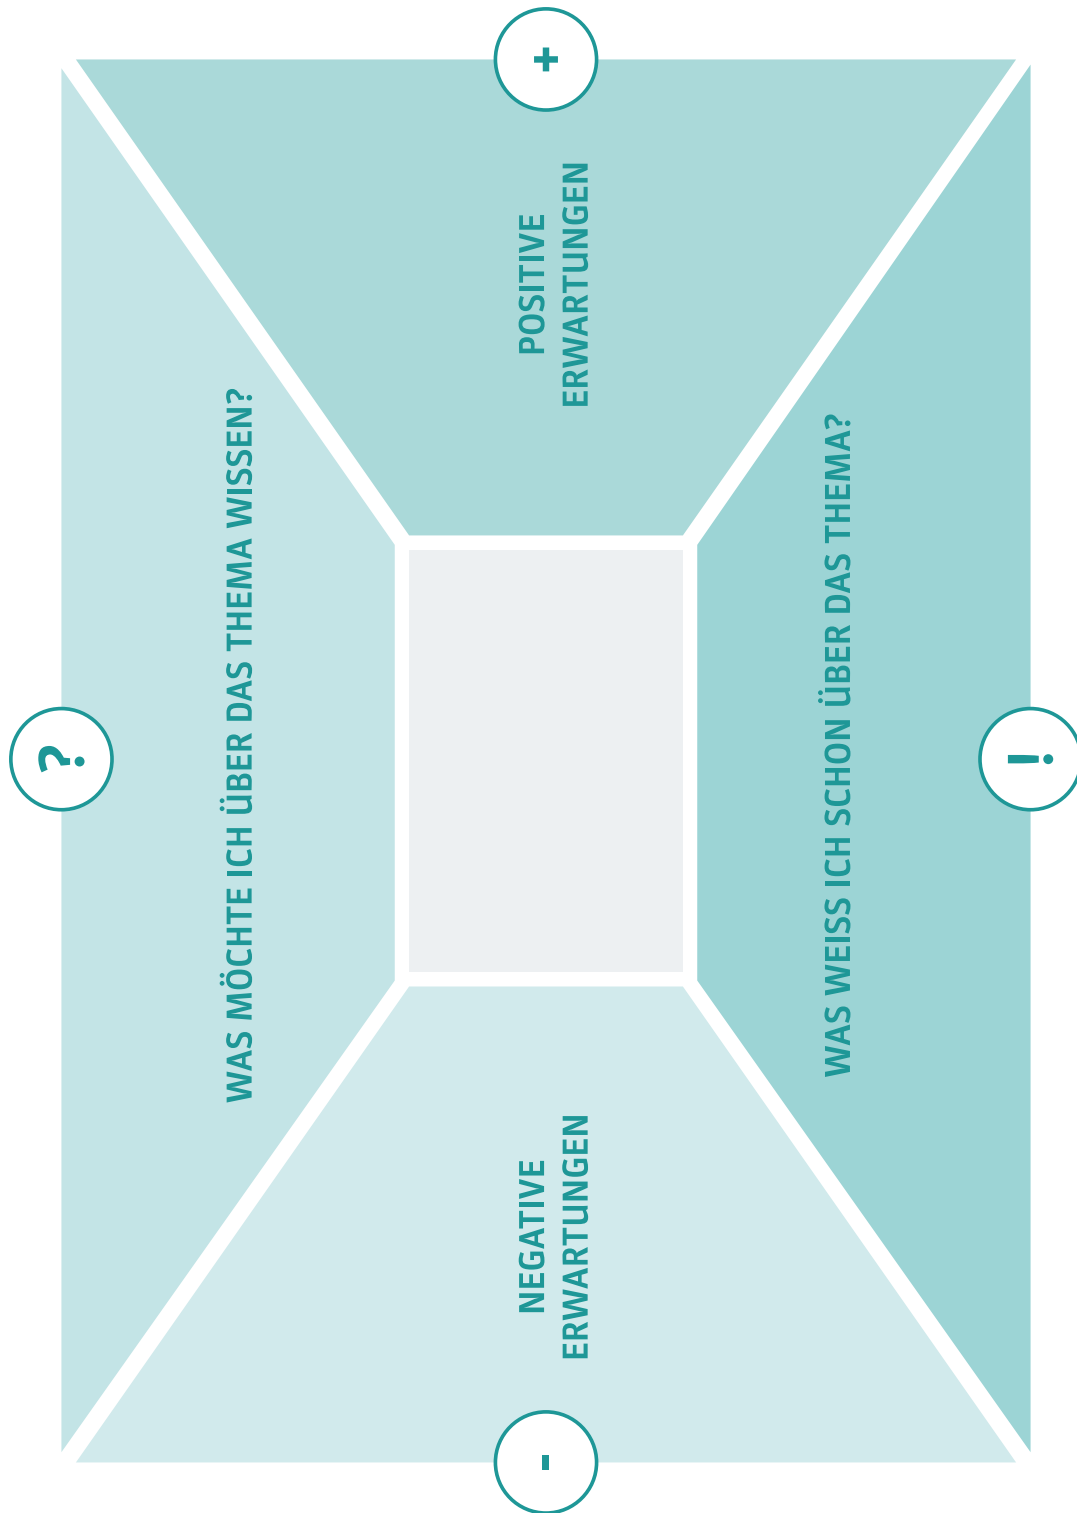 ?
WAS MÖCHTE ICH ÜBER DAS THEMA WISSEN?
-
NEGATIVE
ERWARTUNGEN
+
POSITIVE
ERWARTUNGEN
WAS WEISS ICH SCHON ÜBER DAS THEMA?
!